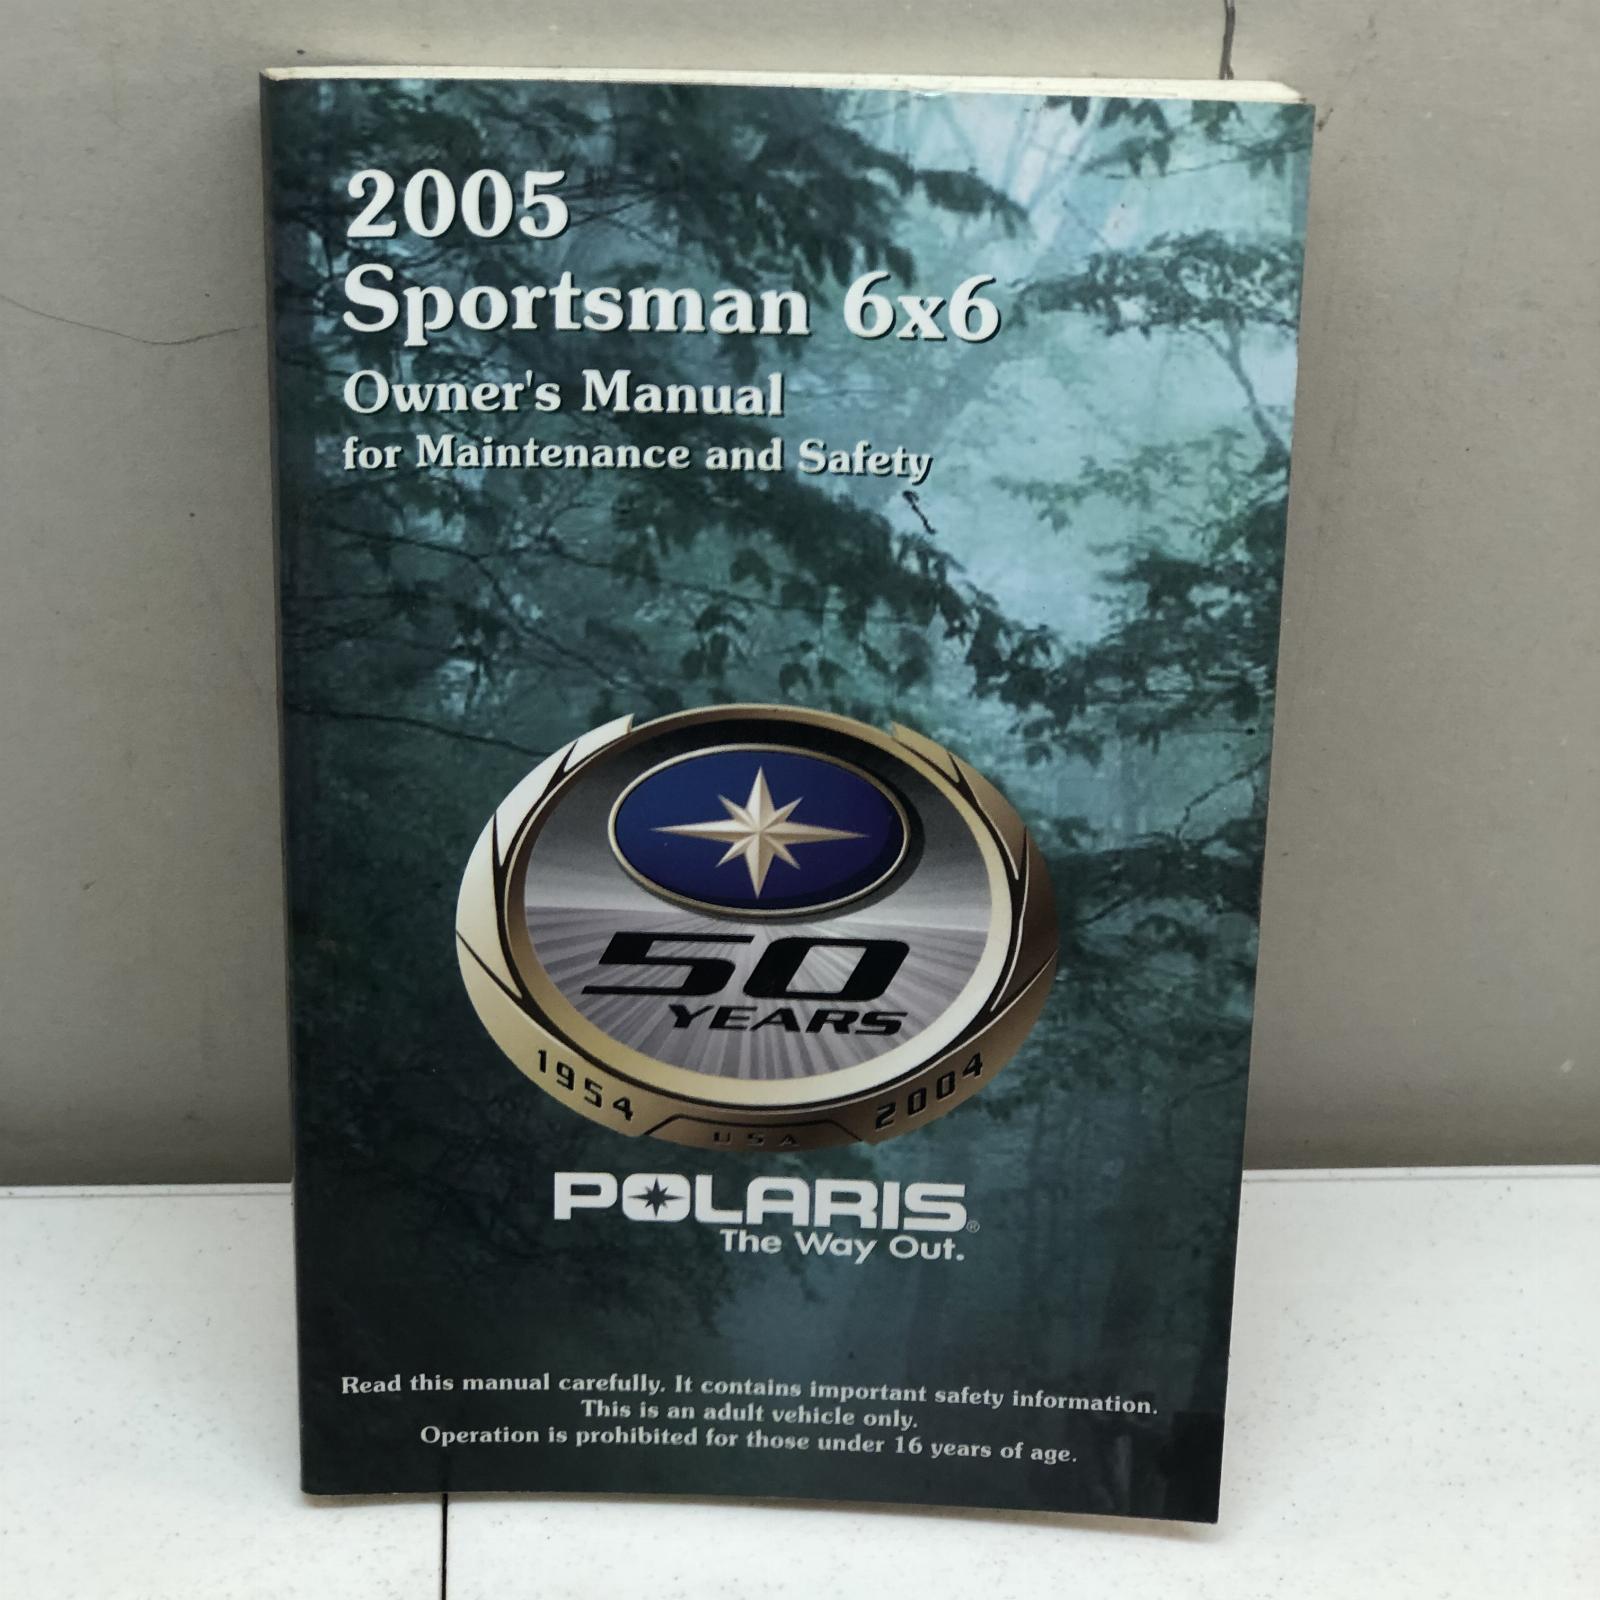 2005
Sportsman 6x6
Owner's Manual
for Maintenance and Safety
50
YEARS
1954 USA 2004
POLARIS®
The Way Out.
Read this manual carefully. It contains important safety information.
This is an adult vehicle only.
Operation is prohibited for those under 16 years of age.